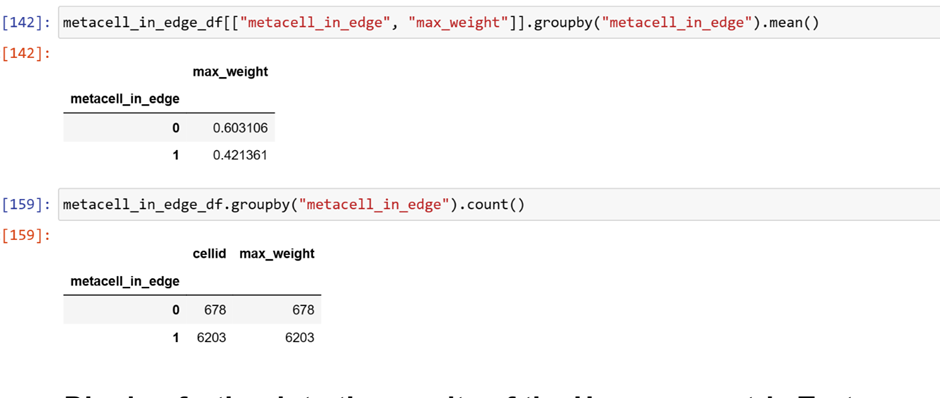 [142]: metacell_in_edge_df[["metacell_in_edge", "max_weight"]].groupby("metacell_in_edge").mean()
[142]:
max_weight
metacell_in_edge
0 0.603106
1 0.421361
[159]: metacell_in_edge_df.groupby("metacell_in_edge").count()
[159]:
cellid max_weight
metacell_in_edge
0 678 678
1 6203 6203